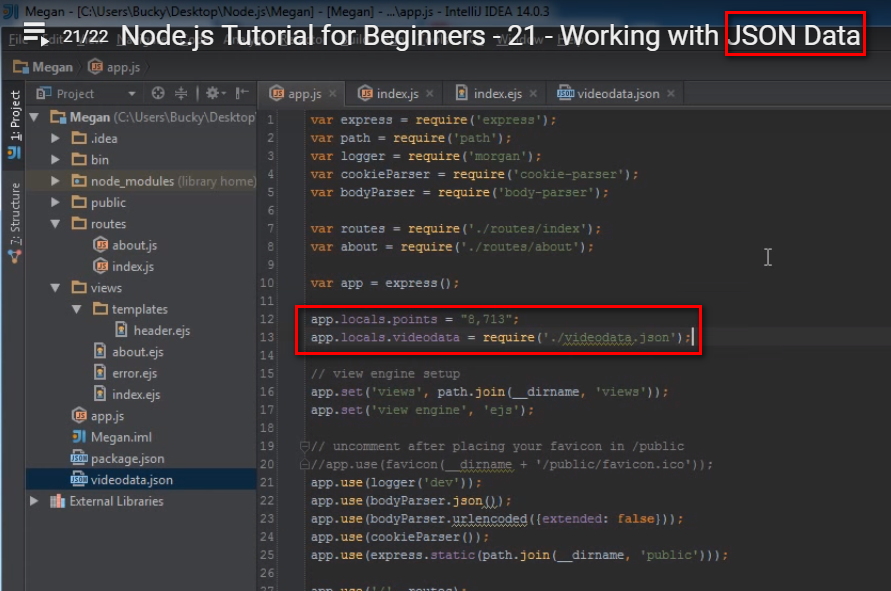 Megan - [C:\Users\Bucky\Desktop\Node.js\Megan] - [Megan] - ...\app.js - IntelliJ IDEA 14.0.3
21/22 Node.js Tutorial for Beginners - 21 - Working with JSON Data
Megan
app.js
1: Project
7: Structure
Project
Megan (C:\Users\Bucky\Desktop
.idea
bin
node_modules (library home)
public
routes
about.js
index.js
views
templates
header.ejs
about.ejs
error.ejs
index.ejs
app.js
Megan.iml
package.json
videodata.json
External Libraries
app.js
index.js
index.ejs
videodata.json
1 var express = require('express');
2 var path = require('path');
3 var logger = require('morgan');
4 var cookieParser = require('cookie-parser');
5 var bodyParser = require('body-parser');
6
7 var routes = require('./routes/index');
8 var about = require('./routes/about');
9
10 var app = express();
11
12 app.locals.points = "8,713";
13 app.locals.videodata = require('./videodata.json');
14
15 // view engine setup
16 app.set('views', path.join(__dirname, 'views'));
17 app.set('view engine', 'ejs');
18
19 // uncomment after placing your favicon in /public
20 //app.use(favicon(__dirname + '/public/favicon.ico'));
21 app.use(logger('dev'));
22 app.use(bodyParser.json());
23 app.use(bodyParser.urlencoded({extended: false}));
24 app.use(cookieParser());
25 app.use(express.static(path.join(__dirname, 'public')));
26